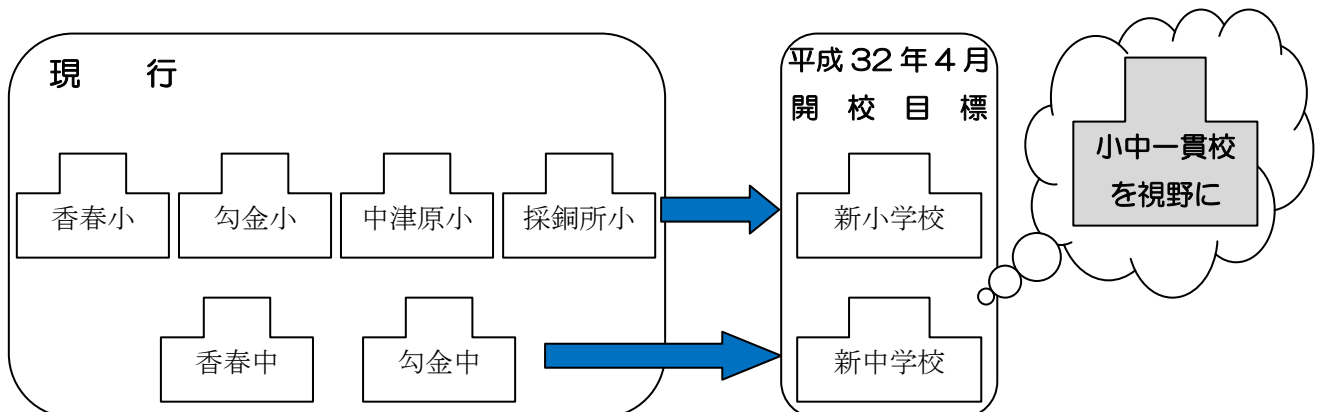 現　行
香春小
勾金小
中津原小
採銅所小
香春中
勾金中
平成32年4月
開校目標
新小学校
新中学校
小中一貫校
を視野に